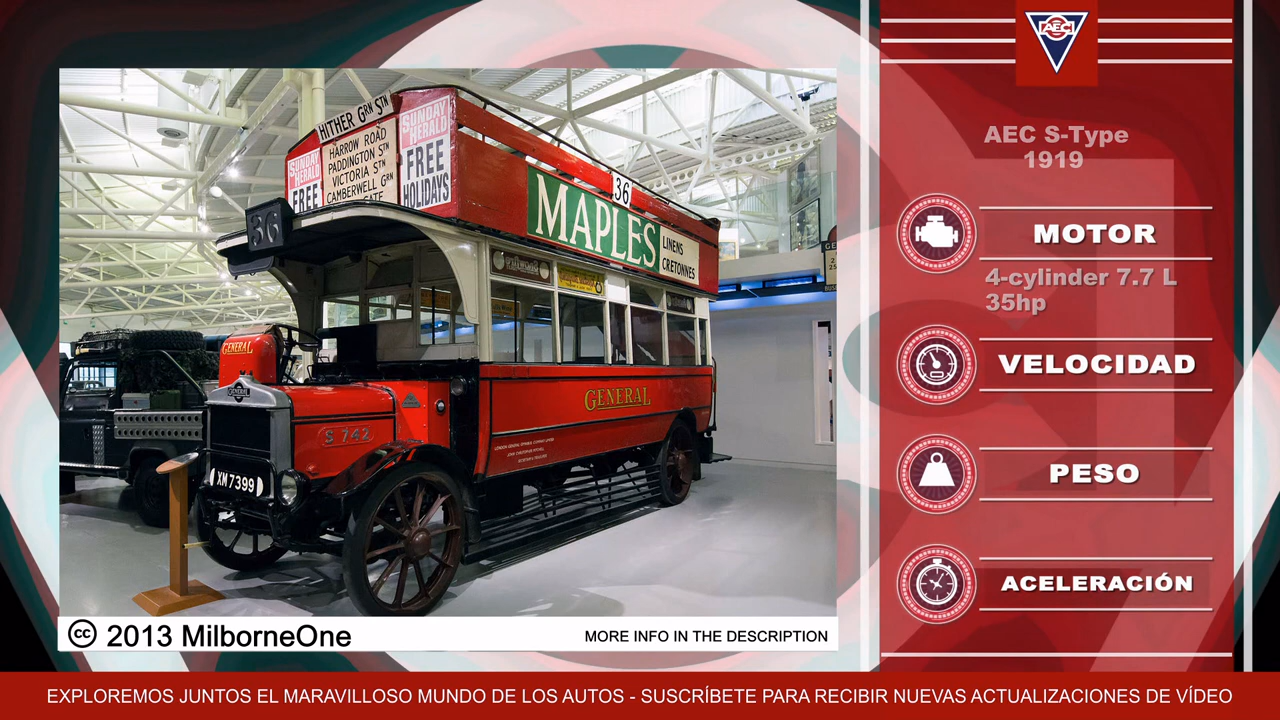 HITHER GRN STN
SUNDAY
HERALD
FREE
HARROW ROAD
PADDINGTON STN
VICTORIA STN
CAMBERWELL GRN
SUNDAY
HERALD
FREE
HOLIDAYS
36
36
MAPLES
LINENS
CRETONNES
GENERAL
GENERAL
S 742
GENERAL
XM 7399
2013 MilborneOne
MORE INFO IN THE DESCRIPTION
AEC
AEC S-Type
1919
MOTOR
4-cylinder 7.7 L
35hp
VELOCIDAD
PESO
ACELERACIÓN
EXPLOREMOS JUNTOS EL MARAVILLOSO MUNDO DE LOS AUTOS - SUSCRÍBETE PARA RECIBIR NUEVAS ACTUALIZACIONES DE VÍDEO